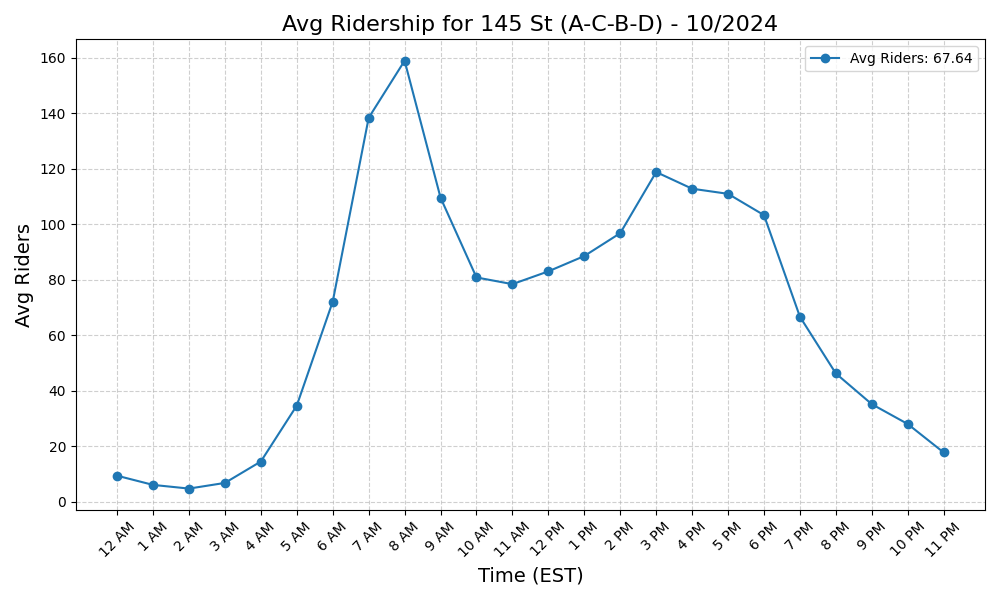 Avg Ridership for 145 St (A-C-B-D) - 10/2024
Avg Riders: 67.64
Avg Riders
160
140
120
100
80
60
40
20
0
12 AM
1 AM
2 AM
3 AM
4 AM
5 AM
6 AM
7 AM
8 AM
9 AM
10 AM
11 AM
12 PM
1 PM
2 PM
3 PM
4 PM
5 PM
6 PM
7 PM
8 PM
9 PM
10 PM
11 PM
Time (EST)